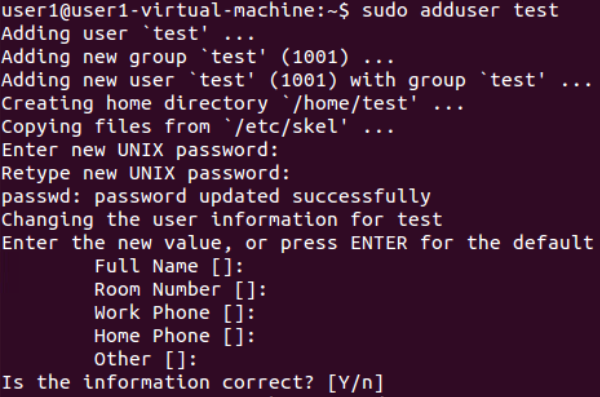 user1@user1-virtual-machine:~$ sudo adduser test
Adding user `test' ...
Adding new group `test' (1001) ...
Adding new user `test' (1001) with group `test' ...
Creating home directory `/home/test' ...
Copying files from `/etc/skel' ...
Enter new UNIX password:
Retype new UNIX password:
passwd: password updated successfully
Changing the user information for test
Enter the new value, or press ENTER for the default
Full Name []:
Room Number []:
Work Phone []:
Home Phone []:
Other []:
Is the information correct? [Y/n]